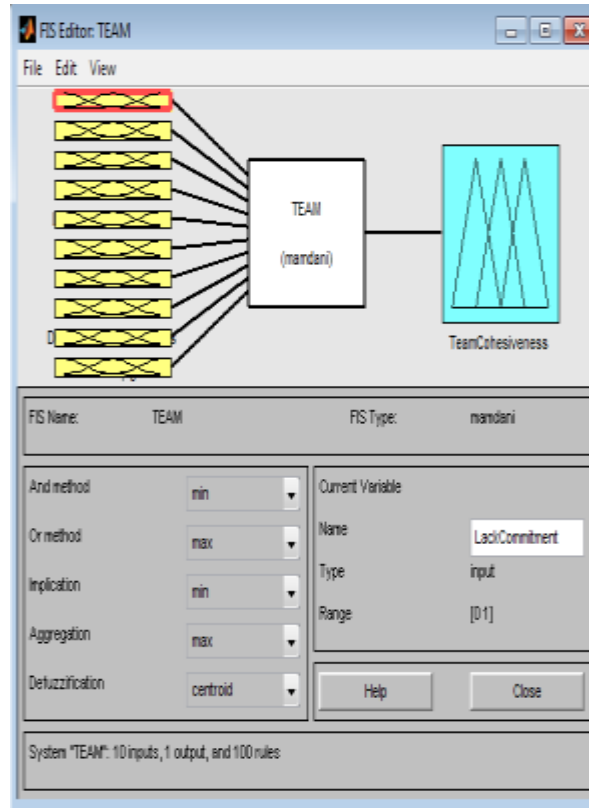 FIS Editor: TEAM
File Edit View
TEAM
(mamdani)
TeamCohesiveness
FIS Name: TEAM FIS Type: mamdani
And method min
Or method max
Implication min
Aggregation max
Defuzzification centroid
Current Variable
Name LackCommitment
Type input
Range [0 1]
Help Close
System "TEAM": 10 inputs, 1 output, and 100 rules